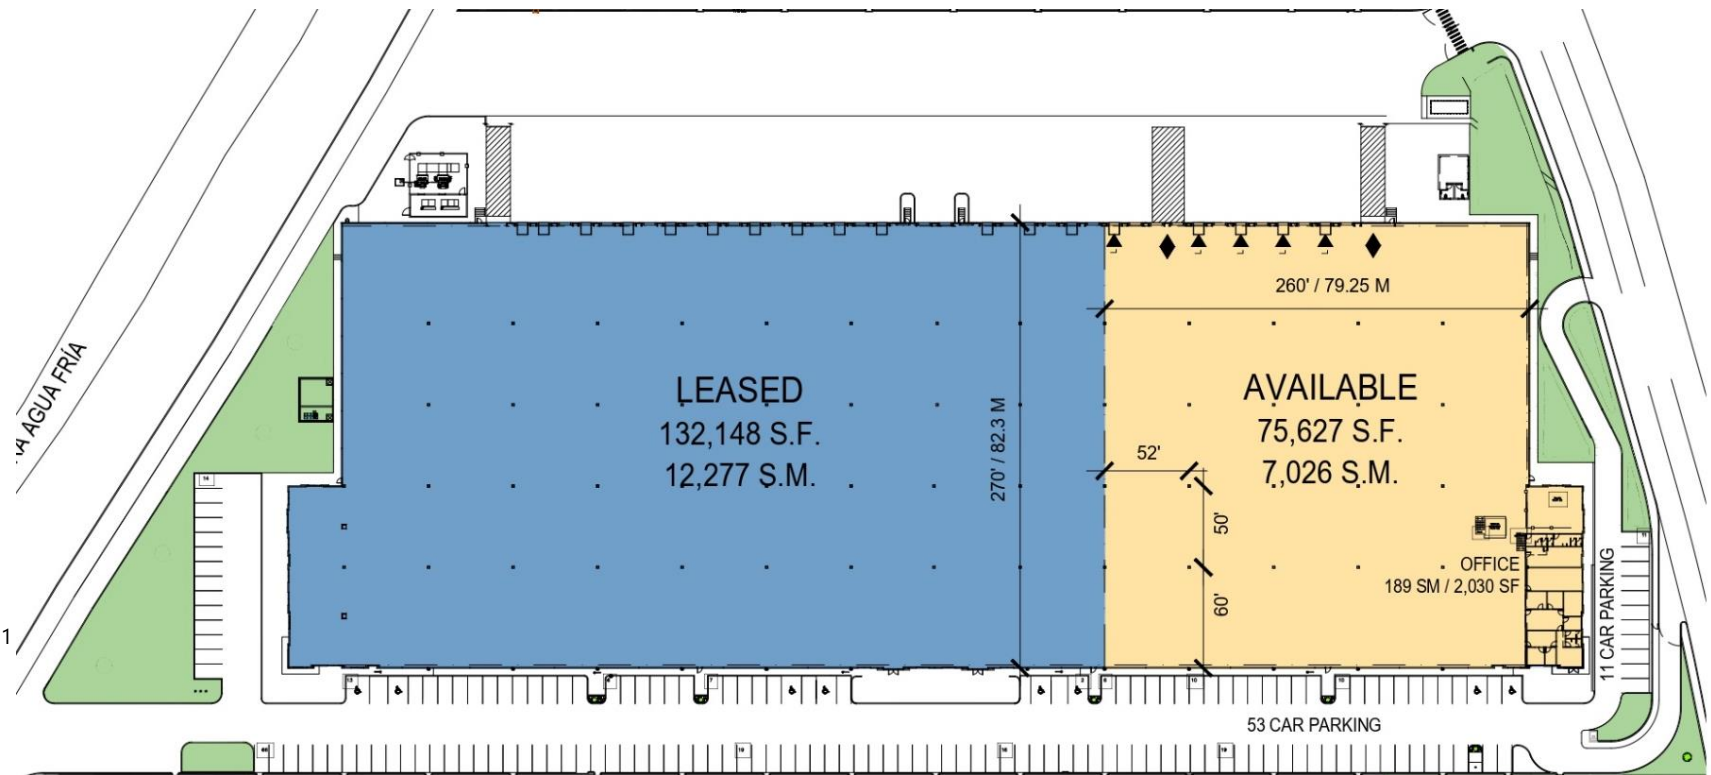 ÍA AGUA FRÍA
260' / 79.25 M
LEASED
132,148 S.F.
12,277 S.M.
270' / 82.3 M
AVAILABLE
75,627 S.F.
7,026 S.M.
52'
50'
60'
OFFICE
189 SM / 2,030 SF
11 CAR PARKING
53 CAR PARKING
1